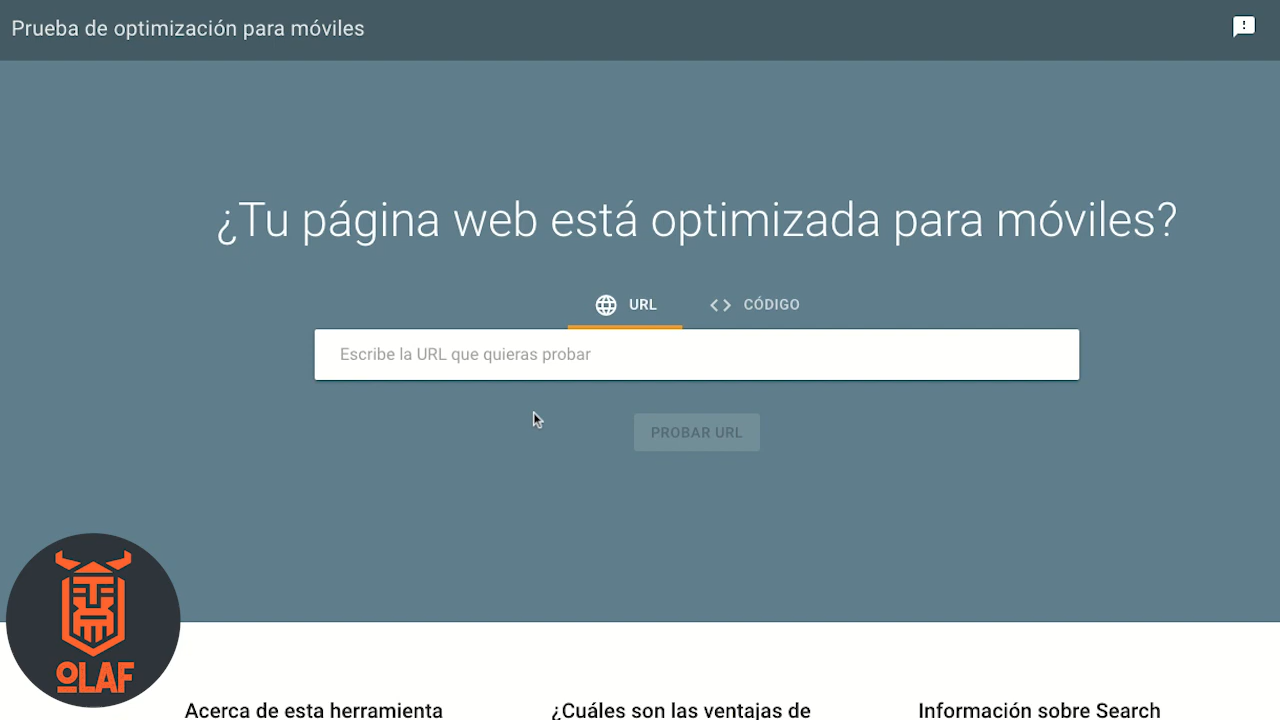 Prueba de optimización para móviles
¿Tu página web está optimizada para móviles?
URL
CÓDIGO
Escribe la URL que quieras probar
PROBAR URL
OLAF
Acerca de esta herramienta
¿Cuáles son las ventajas de
Información sobre Search